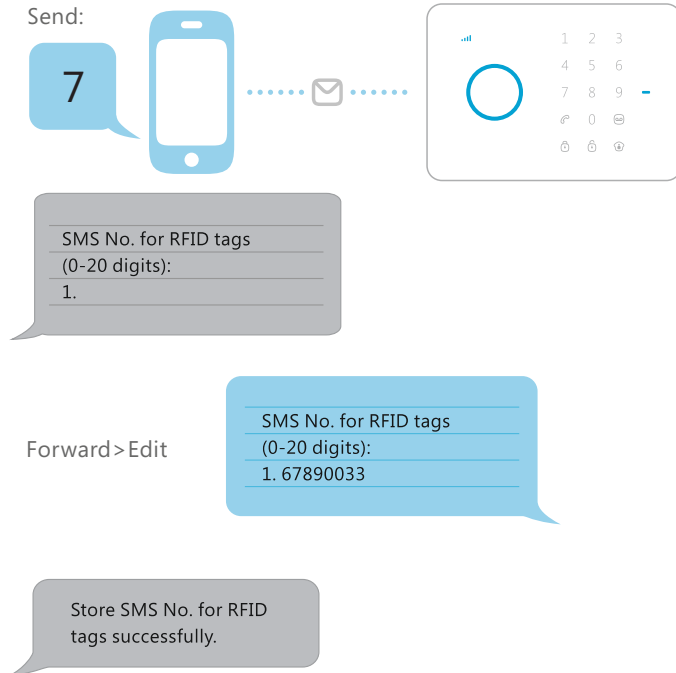 Send:
7
1 2 3
4 5 6
7 8 9
0
SMS No. for RFID tags
(0-20 digits):
1.
Forward>Edit
SMS No. for RFID tags
(0-20 digits):
1. 67890033
Store SMS No. for RFID
tags successfully.